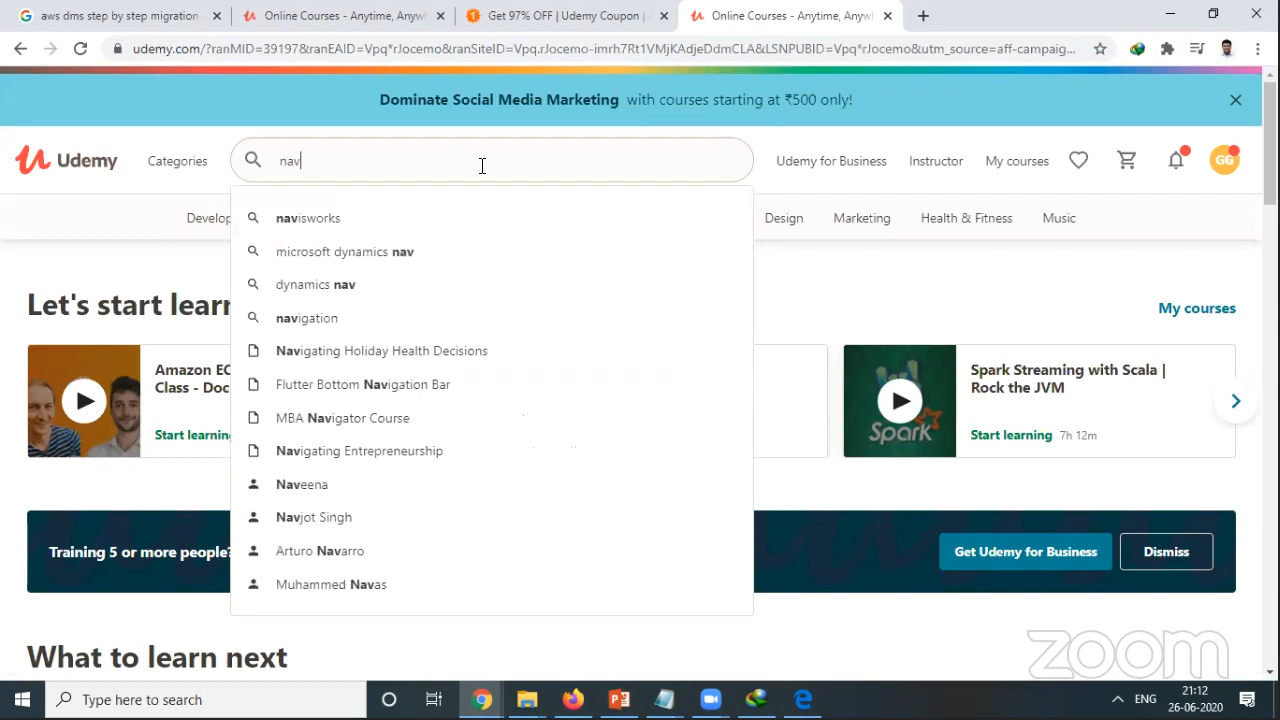 aws dms step by step migration
Online Courses - Anytime, Anywh
Get 97% OFF | Udemy Coupon |
Online Courses - Anytime, Anywh
udemy.com/?ranMID=39197&ranEAID=Vpq*rJocemo&ranSiteID=Vpq.rJocemo-imrh7Rt1VMjKAdjeDdmCLA&LSNPUBID=Vpq*rJocemo&utm_source=aff-campaig...
Dominate Social Media Marketing with courses starting at ₹500 only!
Udemy
Categories
nav
Udemy for Business
Instructor
My courses
GG
Develop
Design
Marketing
Health & Fitness
Music
navisworks
microsoft dynamics nav
dynamics nav
navigation
Navigating Holiday Health Decisions
Flutter Bottom Navigation Bar
MBA Navigator Course
Navigating Entrepreneurship
Naveena
Navjot Singh
Arturo Navarro
Muhammed Navas
Let's start learn
My courses
Amazon EC
Class - Doc
Start learning
Spark
Spark Streaming with Scala |
Rock the JVM
Start learning 7h 12m
Training 5 or more people?
Get Udemy for Business
Dismiss
What to learn next
zoom
Type here to search
ENG
21:12
26-06-2020